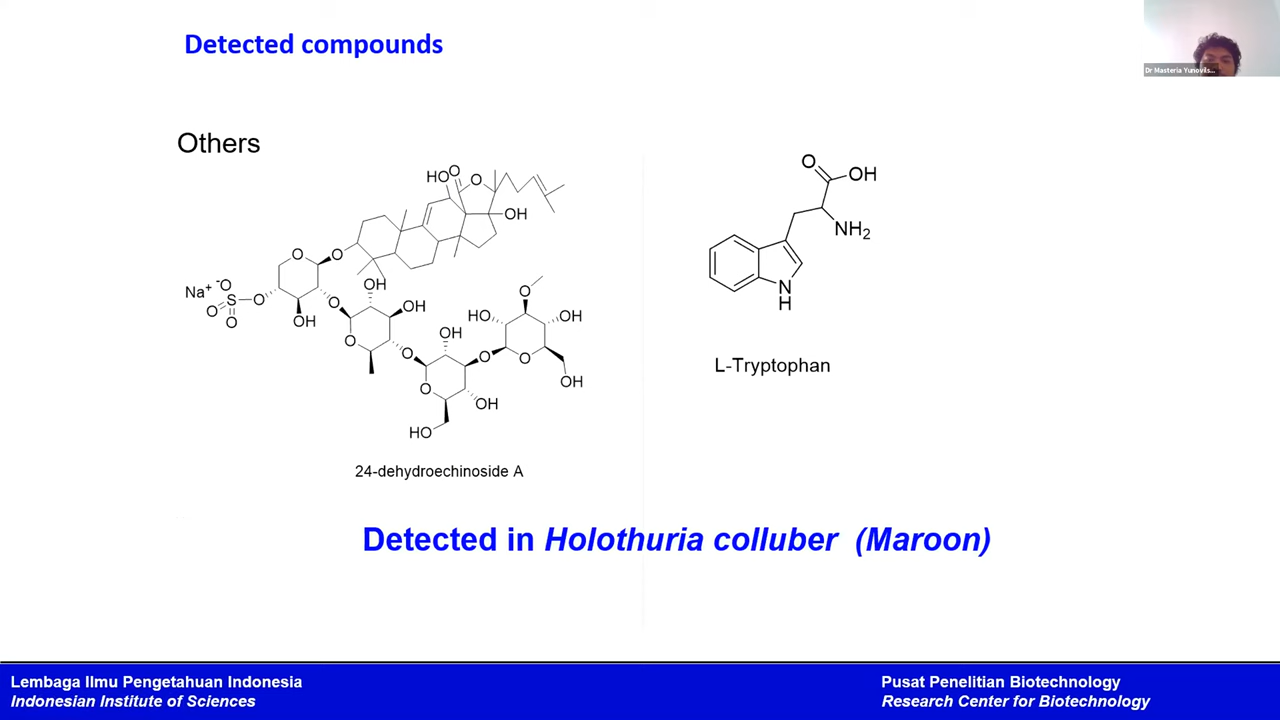 Detected compounds
Dr Masteria Yunovils...
Others
HO
O
O
OH
O
O
Na+ -O
S
O
O
O
OH
O
OH
OH
O
O
OH
O
O
OH
HO
O
HO
OH
O
OH
24-dehydroechinoside A
O
OH
NH2
N
H
L-Tryptophan
Detected in Holothuria colluber (Maroon)
Lembaga Ilmu Pengetahuan Indonesia
Indonesian Institute of Sciences
Pusat Penelitian Biotechnology
Research Center for Biotechnology